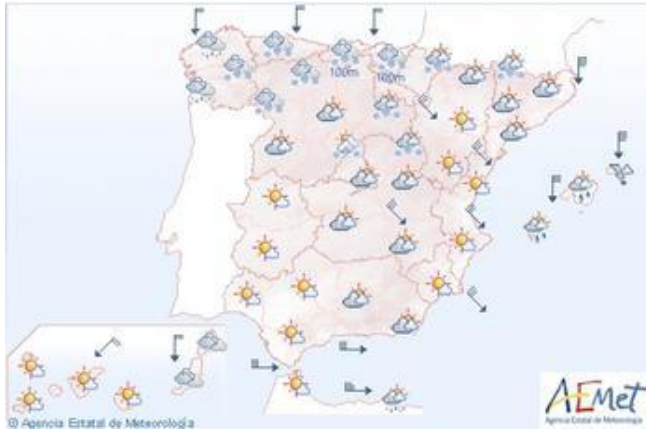 100m
100m
AEMet
Agencia Estatal de Meteorología
© Agencia Estatal de Meteorología